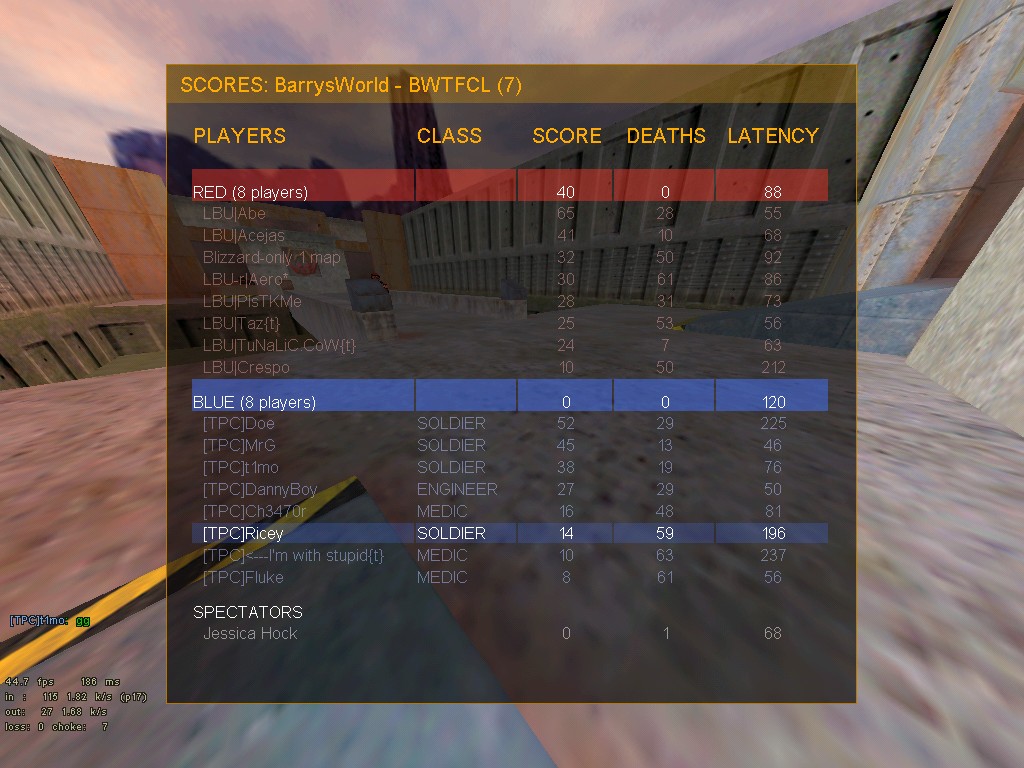 SCORES: BarrysWorld - BWTFCL (7)
PLAYERS CLASS SCORE DEATHS LATENCY
RED (8 players) 40 0 88
LBU|Abe 65 28 55
LBU|Acejas 41 10 68
Blizzard-only 1 map 32 50 92
LBU-r|Aero* 30 61 86
LBU|PlsTKMe 28 31 73
LBU|Taz{t} 25 53 56
LBU|TuNaLiC.CoW{t} 24 7 63
LBU|Crespo 10 50 212
BLUE (8 players) 0 0 120
[TPC]Doe SOLDIER 52 29 225
[TPC]MrG SOLDIER 45 13 46
[TPC]t1mo SOLDIER 38 19 76
[TPC]DannyBoy ENGINEER 27 29 50
[TPC]Ch3470r MEDIC 16 48 81
[TPC]Ricey SOLDIER 14 59 196
[TPC]<---I'm with stupid{t} MEDIC 10 63 237
[TPC]Fluke MEDIC 8 61 56
SPECTATORS
Jessica Hock 0 1 68
[TPC]t1mo: gg
44.7 fps 186 ms
in : 115 1.82 k/s (p17)
out: 27 1.68 k/s
loss: 0 choke: 7